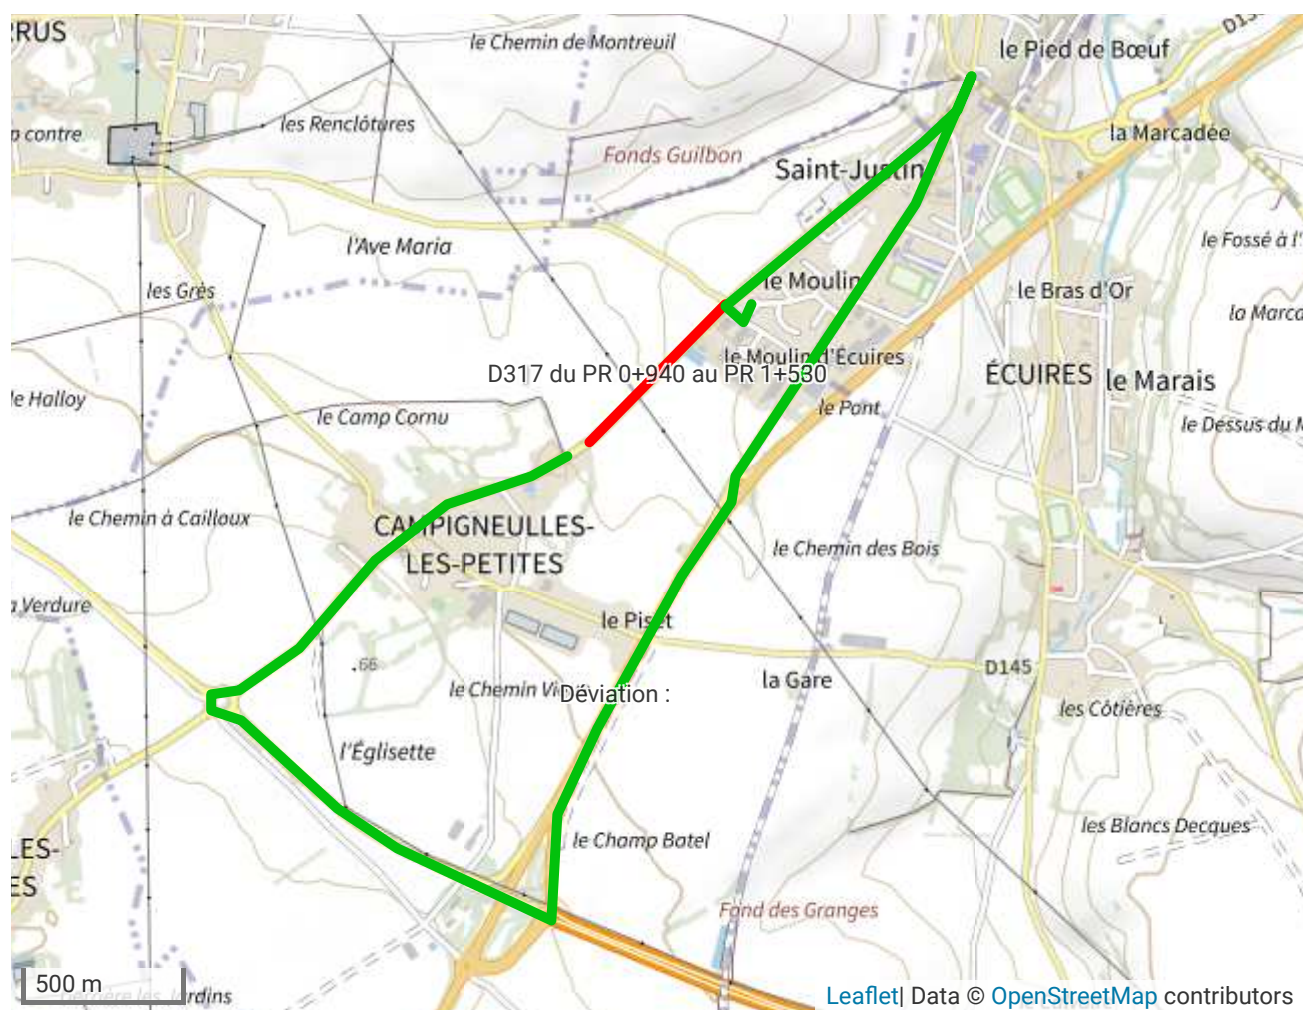 RRUS
le Chemin de Montreuil
le Pied de Bœuf
les Renclôtures
p contre
la Marcadée
Fonds Guilbon
Saint-Justin
l'Ave Maria
le Fossé à l'
les Grès
le Moulin
le Bras d'Or
la Marca
le Moulin d'Écuires
D317 du PR 0+940 au PR 1+530
ÉCUIRES
le Marais
le Halloy
le Camp Cornu
le Pont
le Dessus du M
le Chemin à Cailloux
CAMPIGNEULLES-
LES-PETITES
le Chemin des Bois
a Verdure
le Piset
.66
D145
le Chemin Vi
Déviation :
la Gare
les Côtières
l'Églisette
les Blancs Decques
LES-
ES
le Champ Batel
Fond des Granges
500 m
Jardins
Leaflet| Data © OpenStreetMap contributors